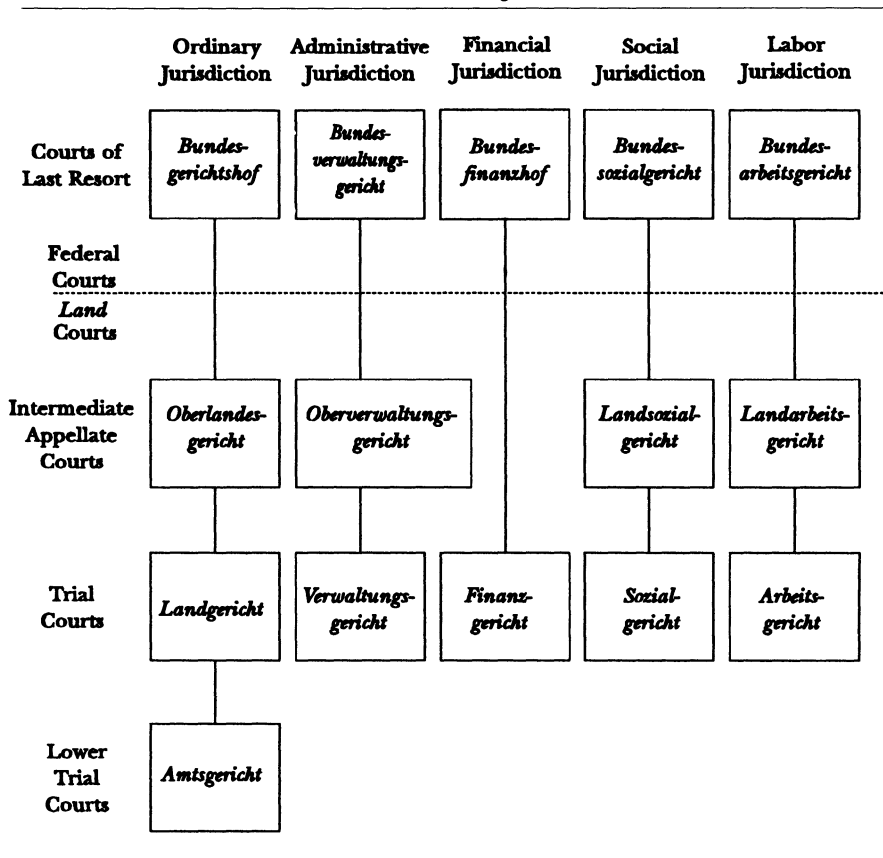 Ordinary Jurisdiction
Administrative Jurisdiction
Financial Jurisdiction
Social Jurisdiction
Labor Jurisdiction
Courts of
Last Resort
Bundes-
gerichtshof
Bundes-
verwaltungs-
gericht
Bundes-
finanzhof
Bundes-
sozialgericht
Bundes-
arbeitsgericht
Federal
Courts
Land
Courts
Intermediate
Appellate
Courts
Oberlandes-
gericht
Oberverwaltungs-
gericht
Landsozial-
gericht
Landarbeits-
gericht
Trial
Courts
Landgericht
Verwaltungs-
gericht
Finanz-
gericht
Sozial-
gericht
Arbeits-
gericht
Lower
Trial
Courts
Amtsgericht